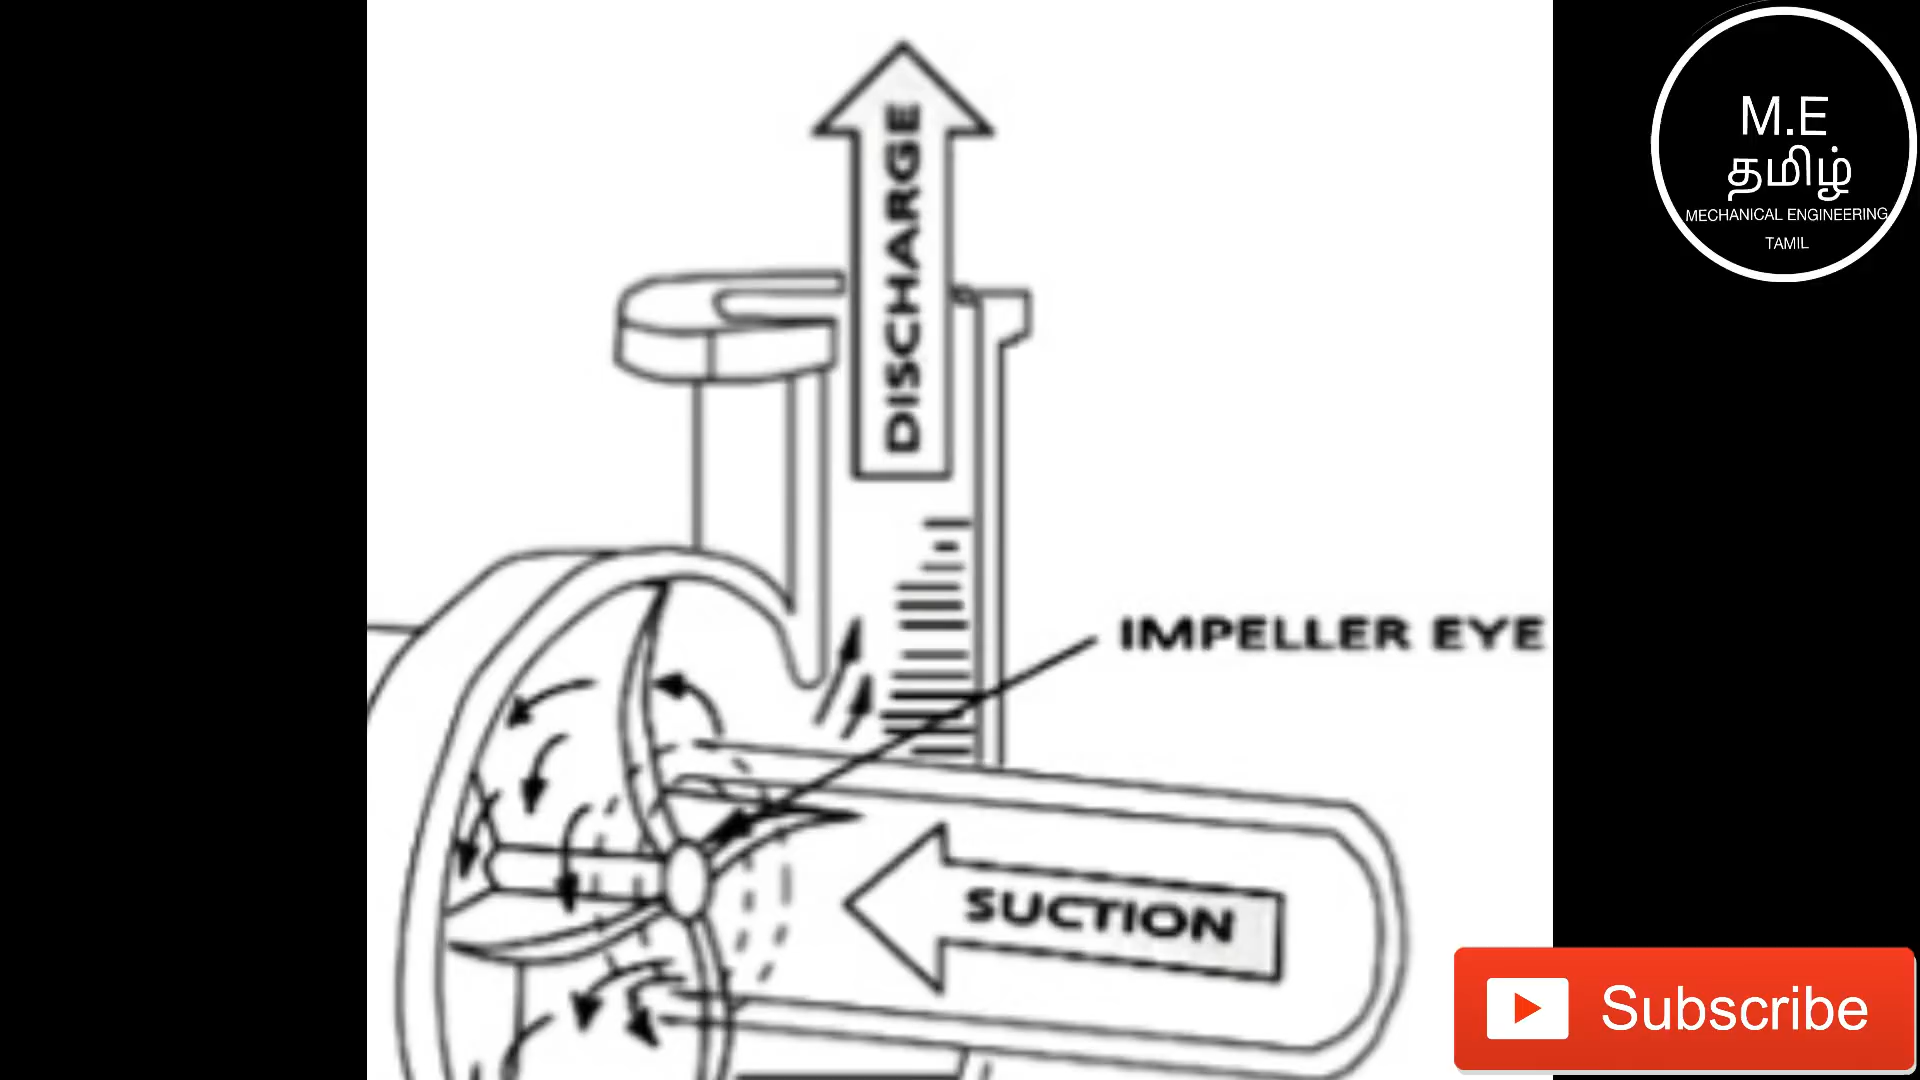 M.E
தமிழ்
MECHANICAL ENGINEERING
TAMIL
DISCHARGE
IMPELLER EYE
SUCTION
Subscribe